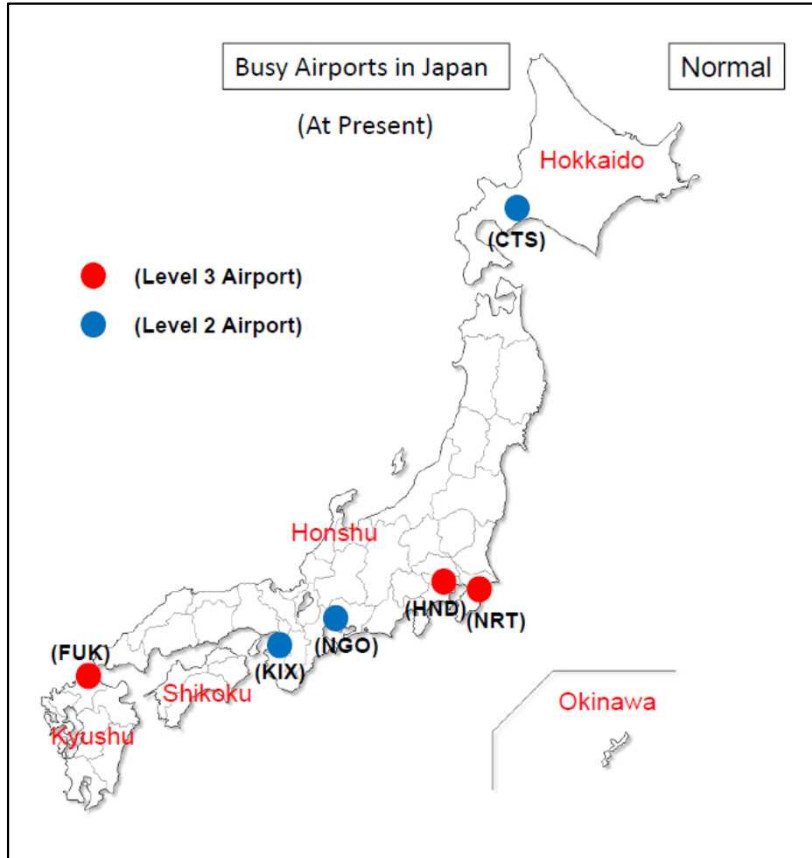 Busy Airports in Japan
Normal
(At Present)
Hokkaido
(CTS)
(Level 3 Airport)
(Level 2 Airport)
Honshu
(HND)
(NRT)
(NGO)
(FUK)
(KIX)
Shikoku
Okinawa
Kyushu